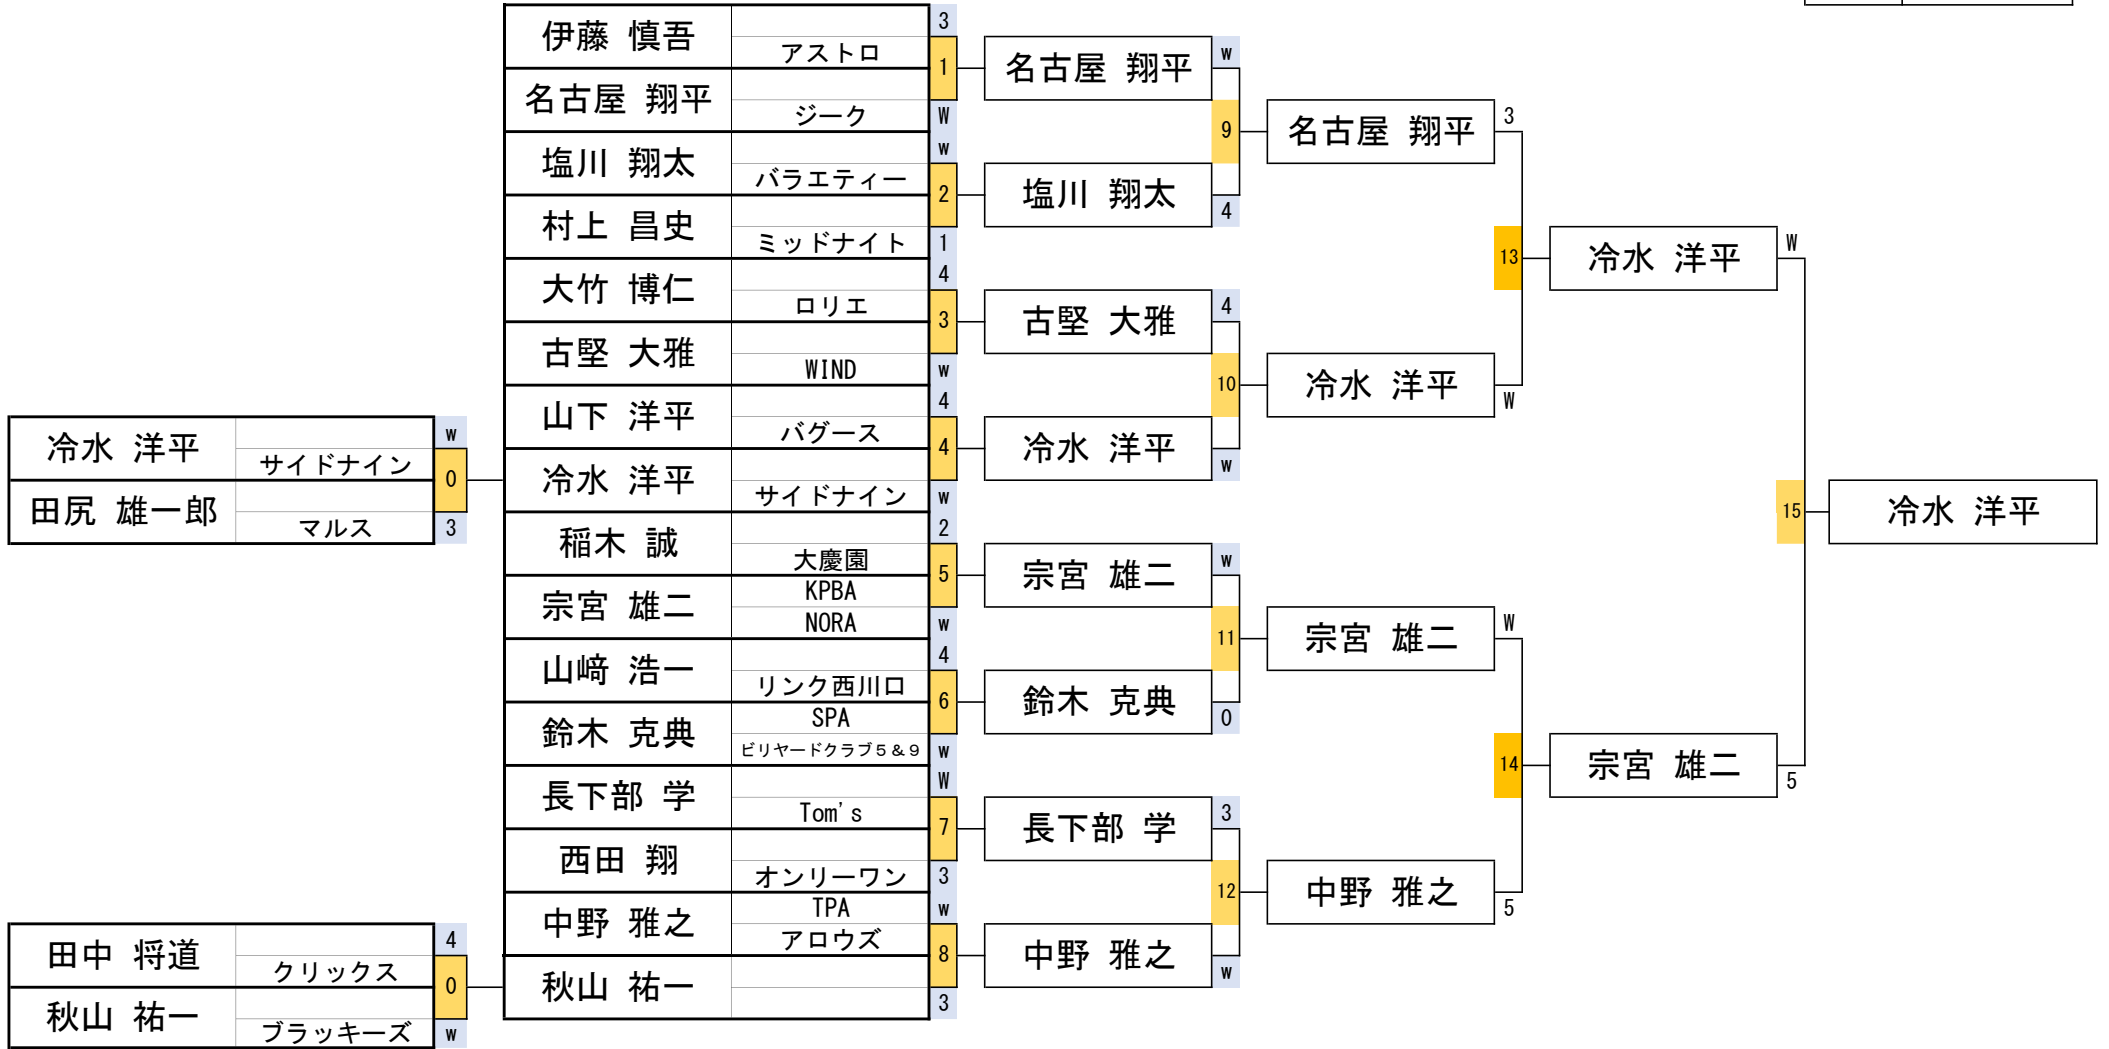 伊藤 慎吾
アストロ
3
1
名古屋 翔平
ジーク
W
塩川 翔太
バラエティー
w
2
村上 昌史
ミッドナイト
1
大竹 博仁
ロリエ
4
3
古堅 大雅
WIND
w
山下 洋平
バグース
4
4
冷水 洋平
サイドナイン
w
稲木 誠
大慶園
2
5
宗宮 雄二
KPBA
NORA
w
山﨑 浩一
リンク西川口
4
6
鈴木 克典
SPA
ビリヤードクラブ5&9
w
長下部 学
Tom's
W
7
西田 翔
オンリーワン
3
中野 雅之
TPA
アロウズ
w
8
秋山 祐一
3
冷水 洋平
サイドナイン
w
0
田尻 雄一郎
マルス
3
田中 将道
クリックス
4
0
秋山 祐一
ブラッキーズ
w
名古屋 翔平
w
9
塩川 翔太
4
古堅 大雅
4
10
冷水 洋平
w
宗宮 雄二
w
11
鈴木 克典
0
長下部 学
3
12
中野 雅之
w
名古屋 翔平
3
13
冷水 洋平
W
宗宮 雄二
W
14
中野 雅之
5
冷水 洋平
W
15
宗宮 雄二
5
冷水 洋平